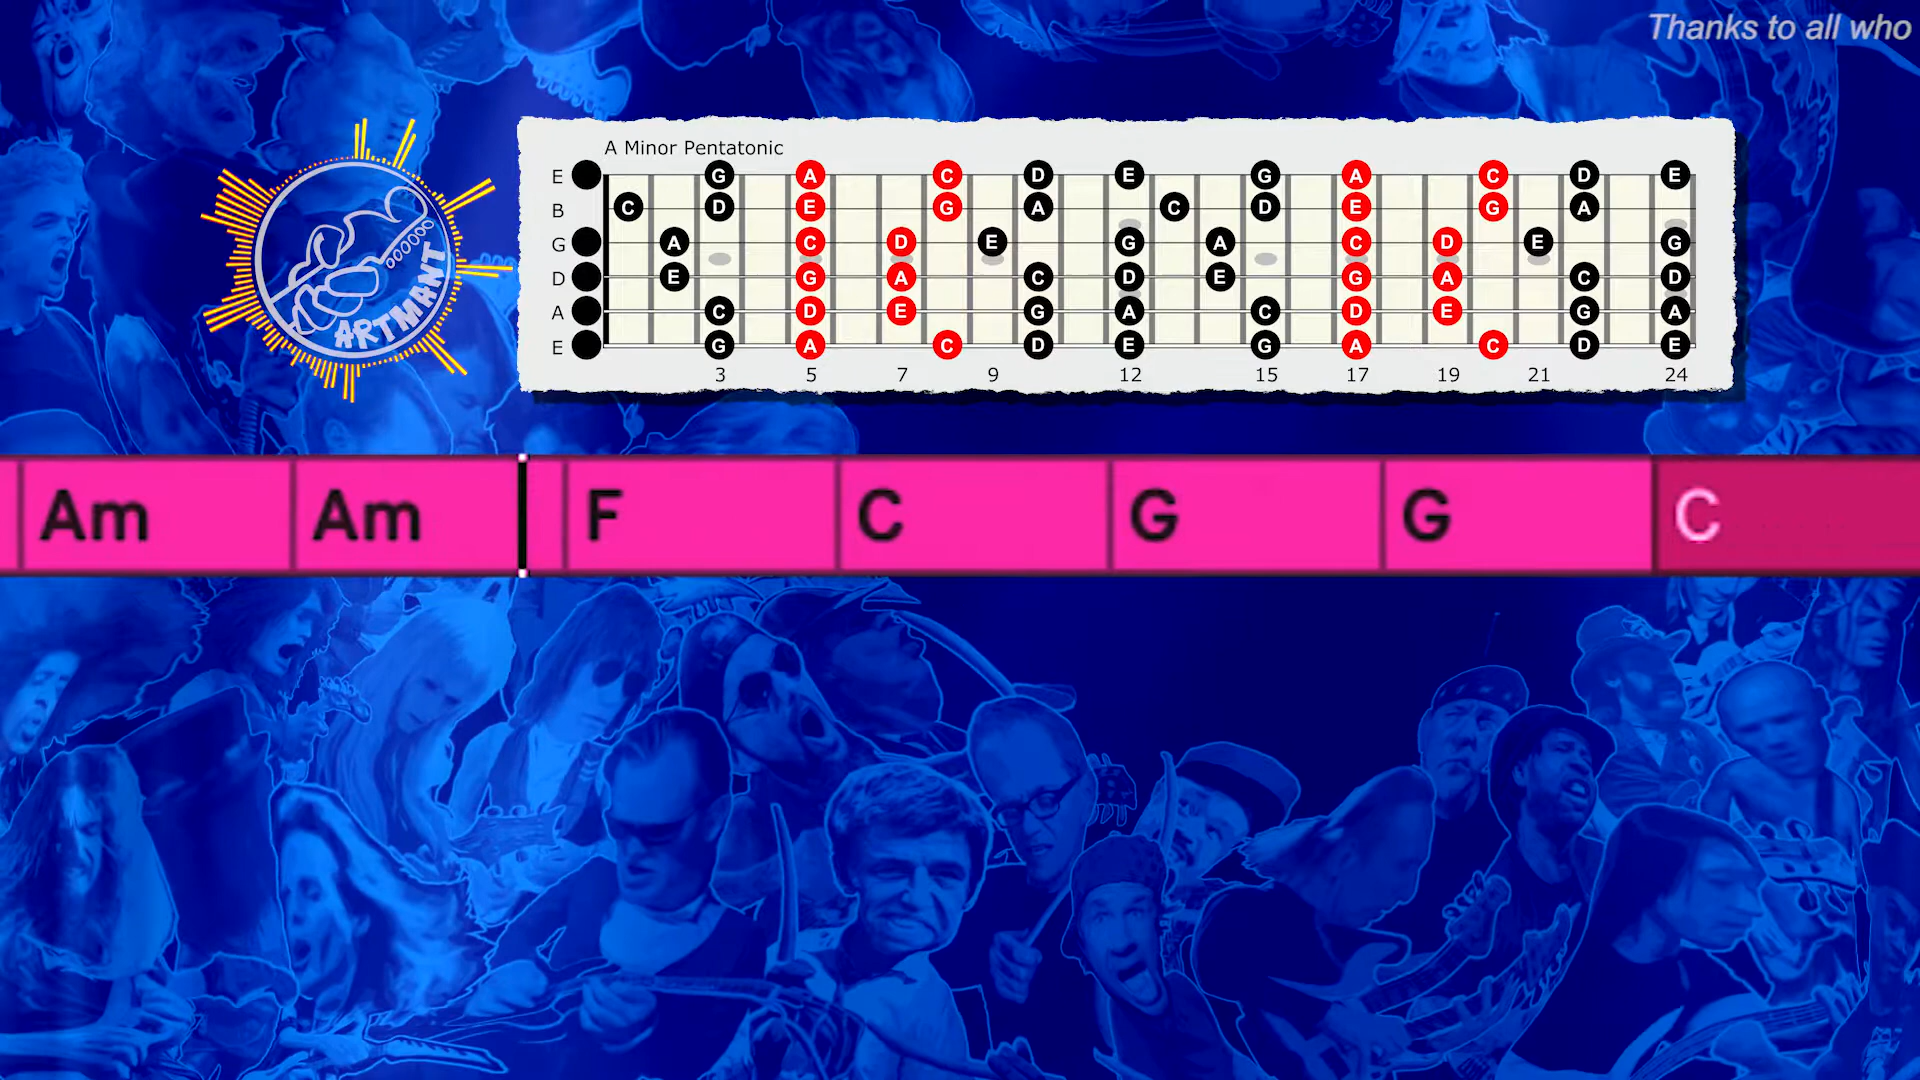 Thanks to all who
ARTMANT
A Minor Pentatonic
E G A C D E G A C D E
B C D E G A C D E G A
G A C D E G A C D E G
D E G A C D E G A C D
A C D E G A C D E G A
E G A C D E G A C D E
3 5 7 9 12 15 17 19 21 24
Am Am F C G G C